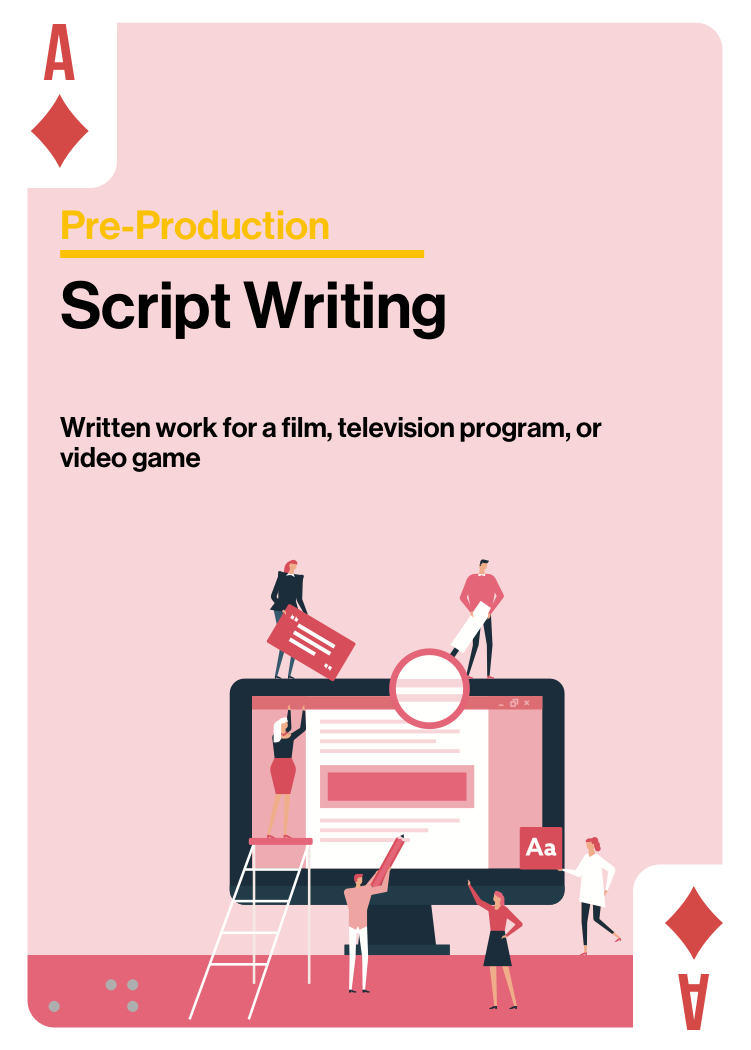 A
Pre-Production
Script Writing
Written work for a film, television program, or
video game
Aa
A